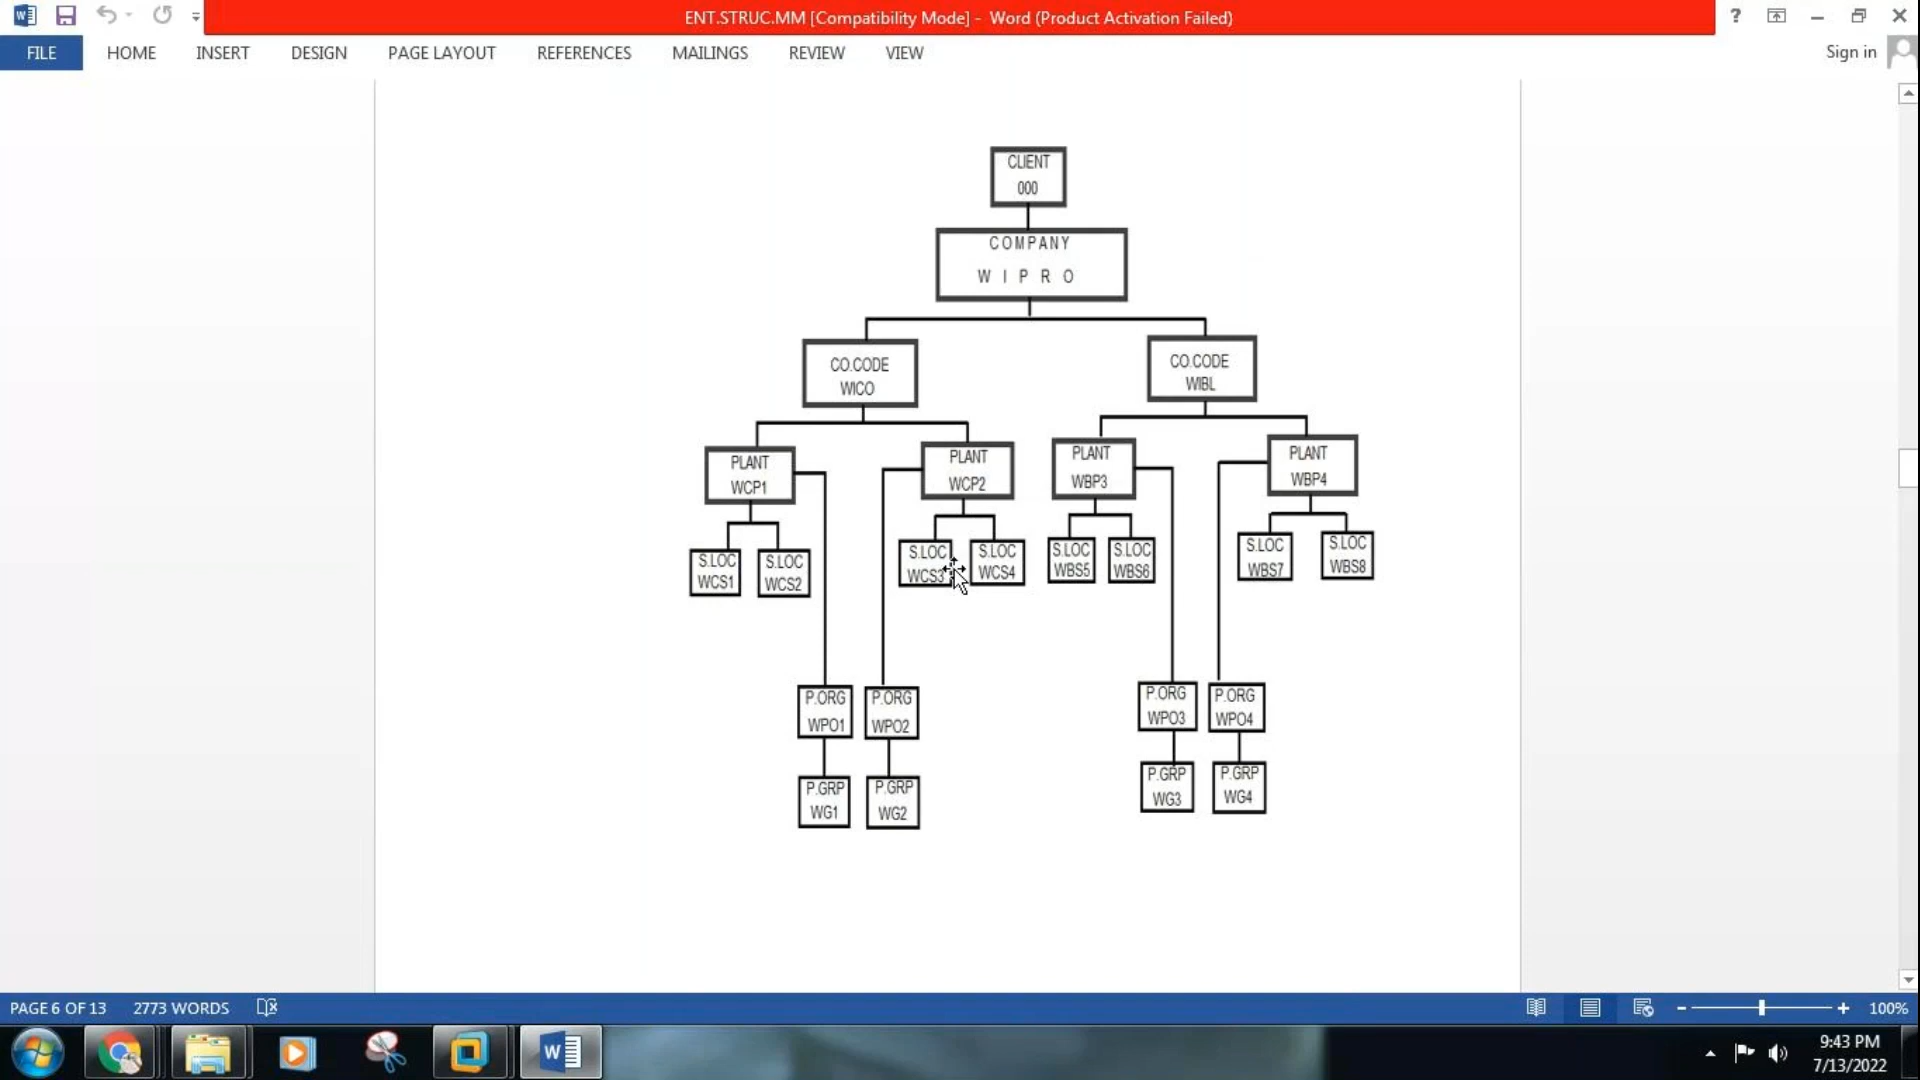 ENT.STRUC.MM [Compatibility Mode] - Word (Product Activation Failed)
?
FILE HOME INSERT DESIGN PAGE LAYOUT REFERENCES MAILINGS REVIEW VIEW
Sign in
CLIENT
000
COMPANY
W I P R O
CO.CODE
WICO
CO.CODE
WIBL
PLANT
WCP1
PLANT
WCP2
PLANT
WBP3
PLANT
WBP4
S.LOC
WCS1
S.LOC
WCS2
S.LOC
WCS3
S.LOC
WCS4
S.LOC
WBS5
S.LOC
WBS6
S.LOC
WBS7
S.LOC
WBS8
P.ORG
WPO1
P.ORG
WPO2
P.ORG
WPO3
P.ORG
WPO4
P.GRP
WG1
P.GRP
WG2
P.GRP
WG3
P.GRP
WG4
PAGE 6 OF 13 2773 WORDS
100%
9:43 PM
7/13/2022